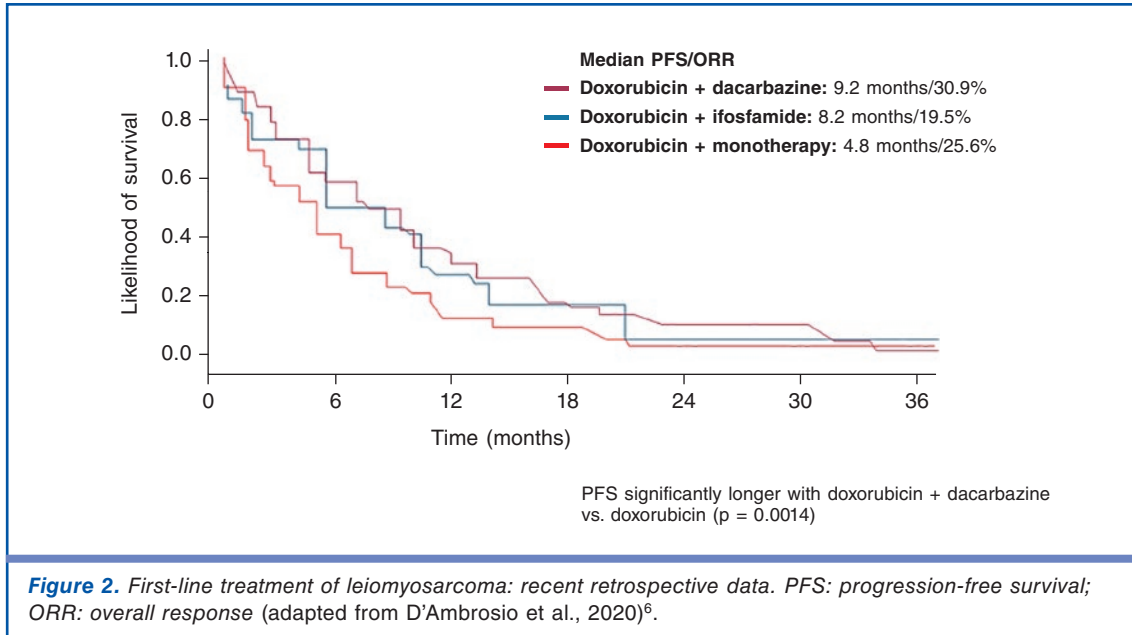 Median PFS/ORR
Doxorubicin + dacarbazine: 9.2 months/30.9%
Doxorubicin + ifosfamide: 8.2 months/19.5%
Doxorubicin + monotherapy: 4.8 months/25.6%
Likelihood of survival
1.0
0.8
0.6
0.4
0.2
0.0
0 6 12 18 24 30 36
Time (months)
PFS significantly longer with doxorubicin + dacarbazine
vs. doxorubicin (p = 0.0014)
Figure 2. First-line treatment of leiomyosarcoma: recent retrospective data. PFS: progression-free survival;
ORR: overall response (adapted from D'Ambrosio et al., 2020)6.